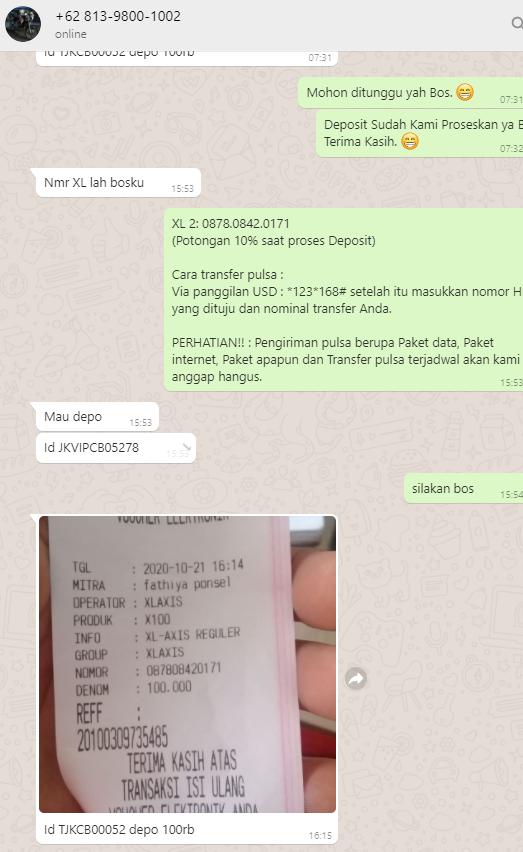 +62 813-9800-1002
online
Id TJKCB00052 depo 100rb
07:31
Mohon ditunggu yah Bos. 😁
07:31
Deposit Sudah Kami Proseskan ya B
Terima Kasih. 😁
07:32
Nmr XL lah bosku
15:53
XL 2: 0878.0842.0171
(Potongan 10% saat proses Deposit)
Cara transfer pulsa :
Via panggilan USD : *123*168# setelah itu masukkan nomor H
yang dituju dan nominal transfer Anda.
PERHATIAN!! : Pengiriman pulsa berupa Paket data, Paket
internet, Paket apapun dan Transfer pulsa terjadwal akan kami
anggap hangus.
15:53
Mau depo
15:53
Id JKVIPCB05278
15:53
silakan bos
15:54
VOUCHER ELEKTRONIK
TGL : 2020-10-21 16:14
MITRA : fathiya ponsel
OPERATOR : XLAXIS
PRODUK : X100
INFO : XL-AXIS REGULER
GROUP : XLAXIS
NOMOR : 087808420171
DENOM : 100.000
REFF :
20100309735485
TERIMA KASIH ATAS
TRANSAKSI ISI ULANG
VOUCHER ELEKTRONIK ANDA
Id TJKCB00052 depo 100rb
16:15